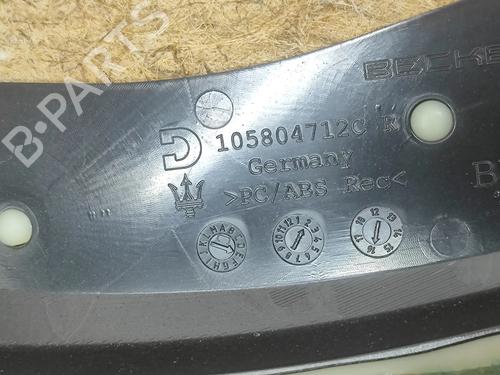 B-PARTS
BECKE
105804712C R
Germany
>PC/ABS Rec<
B